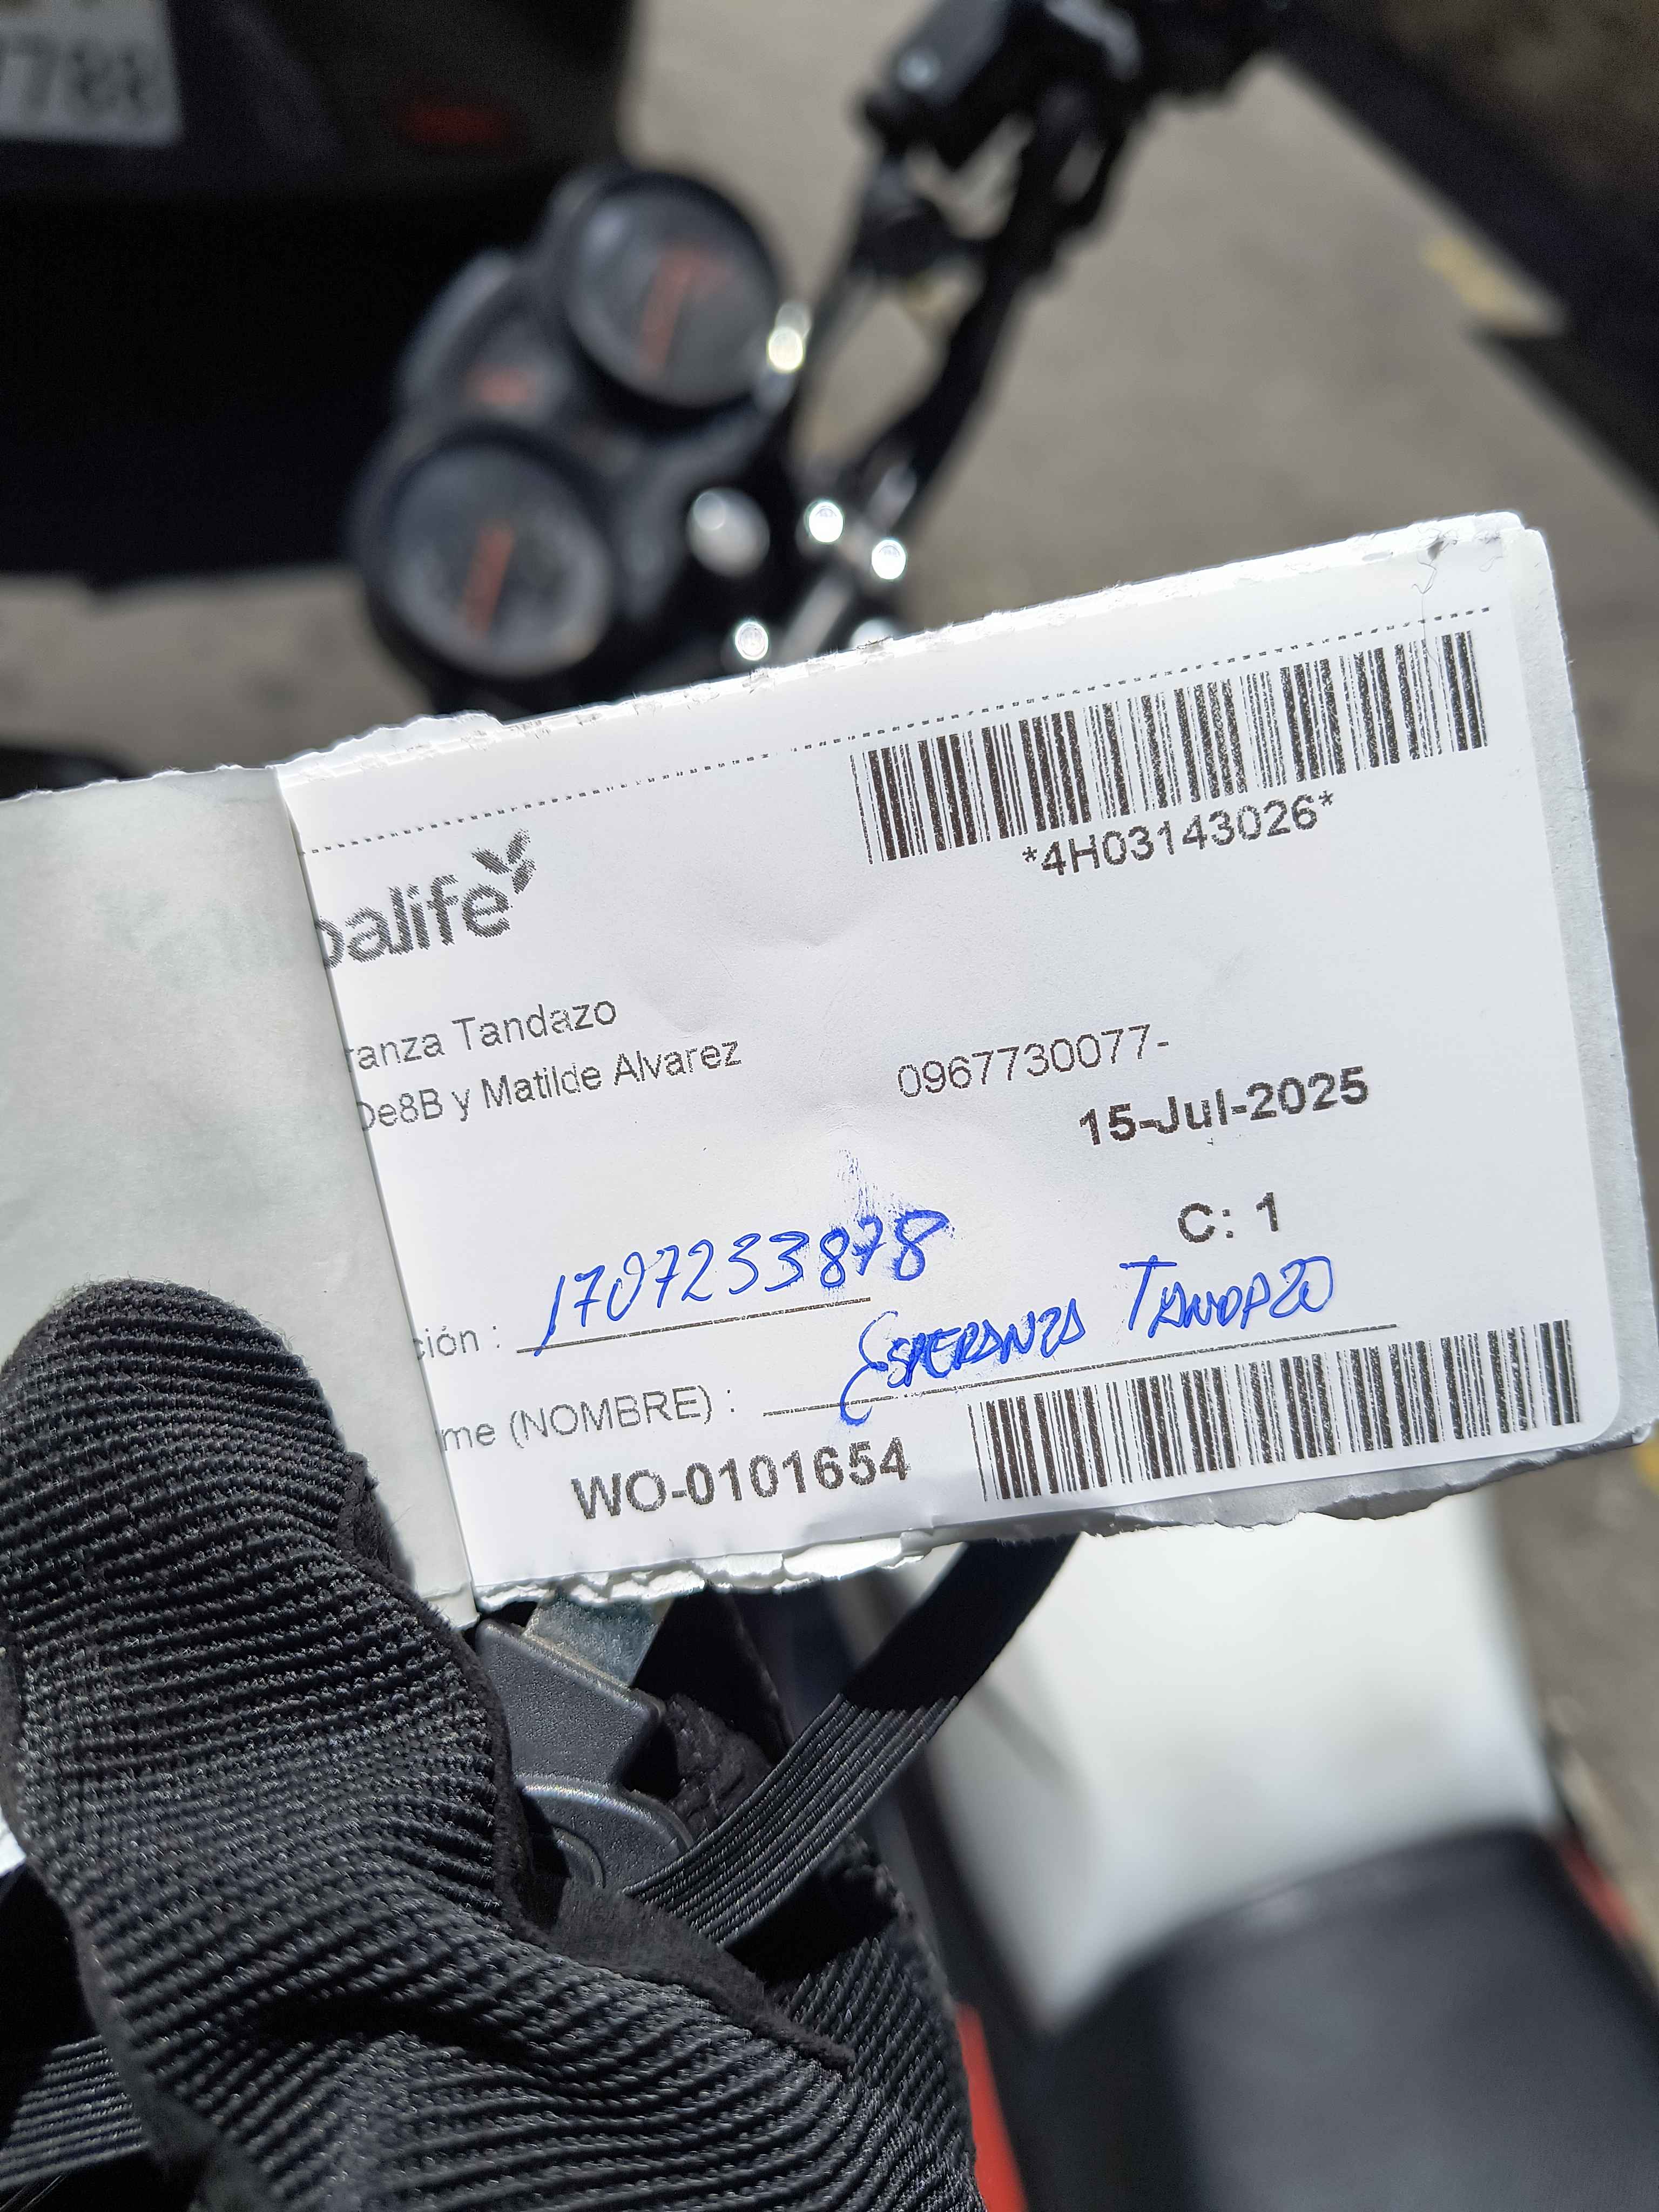 7788
*4H03143026*
balife
ranza Tandazo
De8B y Matilde Alvarez
0967730077-
15-Jul-2025
C: 1
ción : 1707233878
me (NOMBRE) : ESPERANZA TANDAZO
WO-0101654